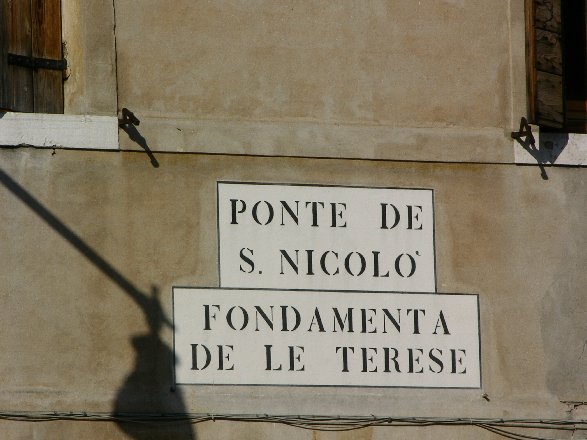 PONTE DE
S. NICOLO'
FONDAMENTA
DE LE TERESE